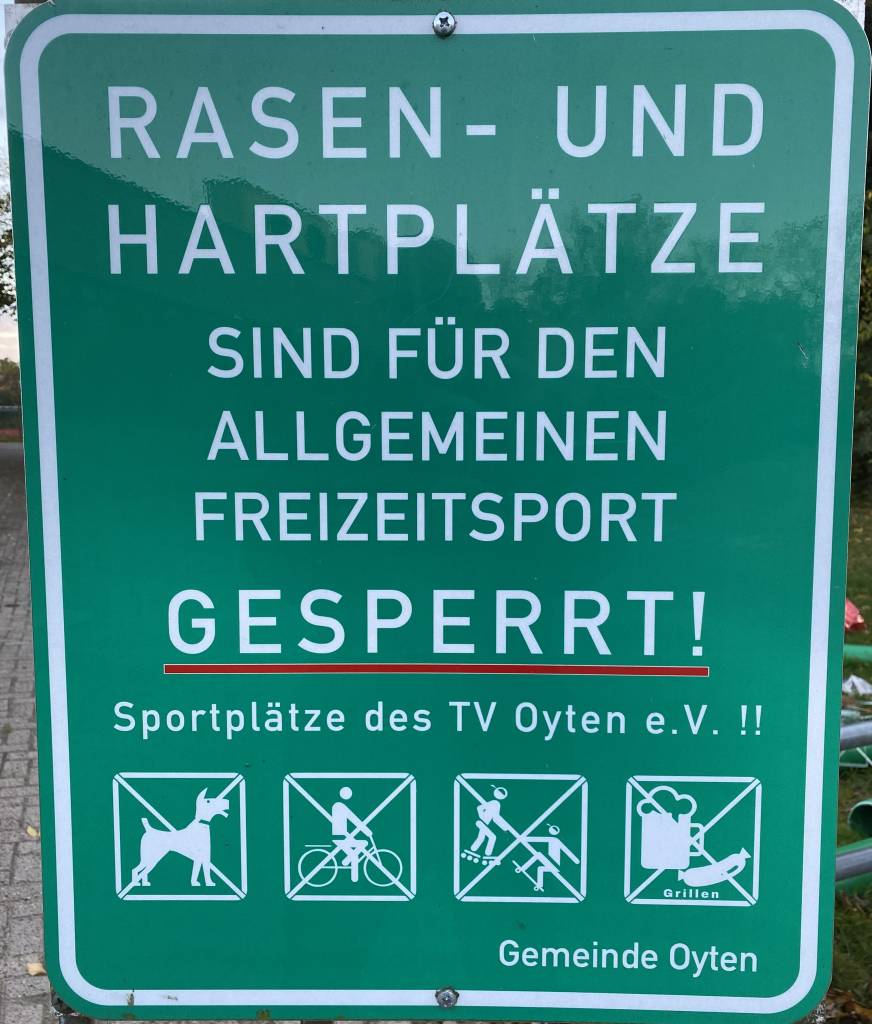 RASEN- UND
HARTPLÄTZE
SIND FÜR DEN
ALLGEMEINEN
FREIZEITSPORT
GESPERRT!
Sportplätze des TV Oyten e.V. !!
Grillen
Gemeinde Oyten